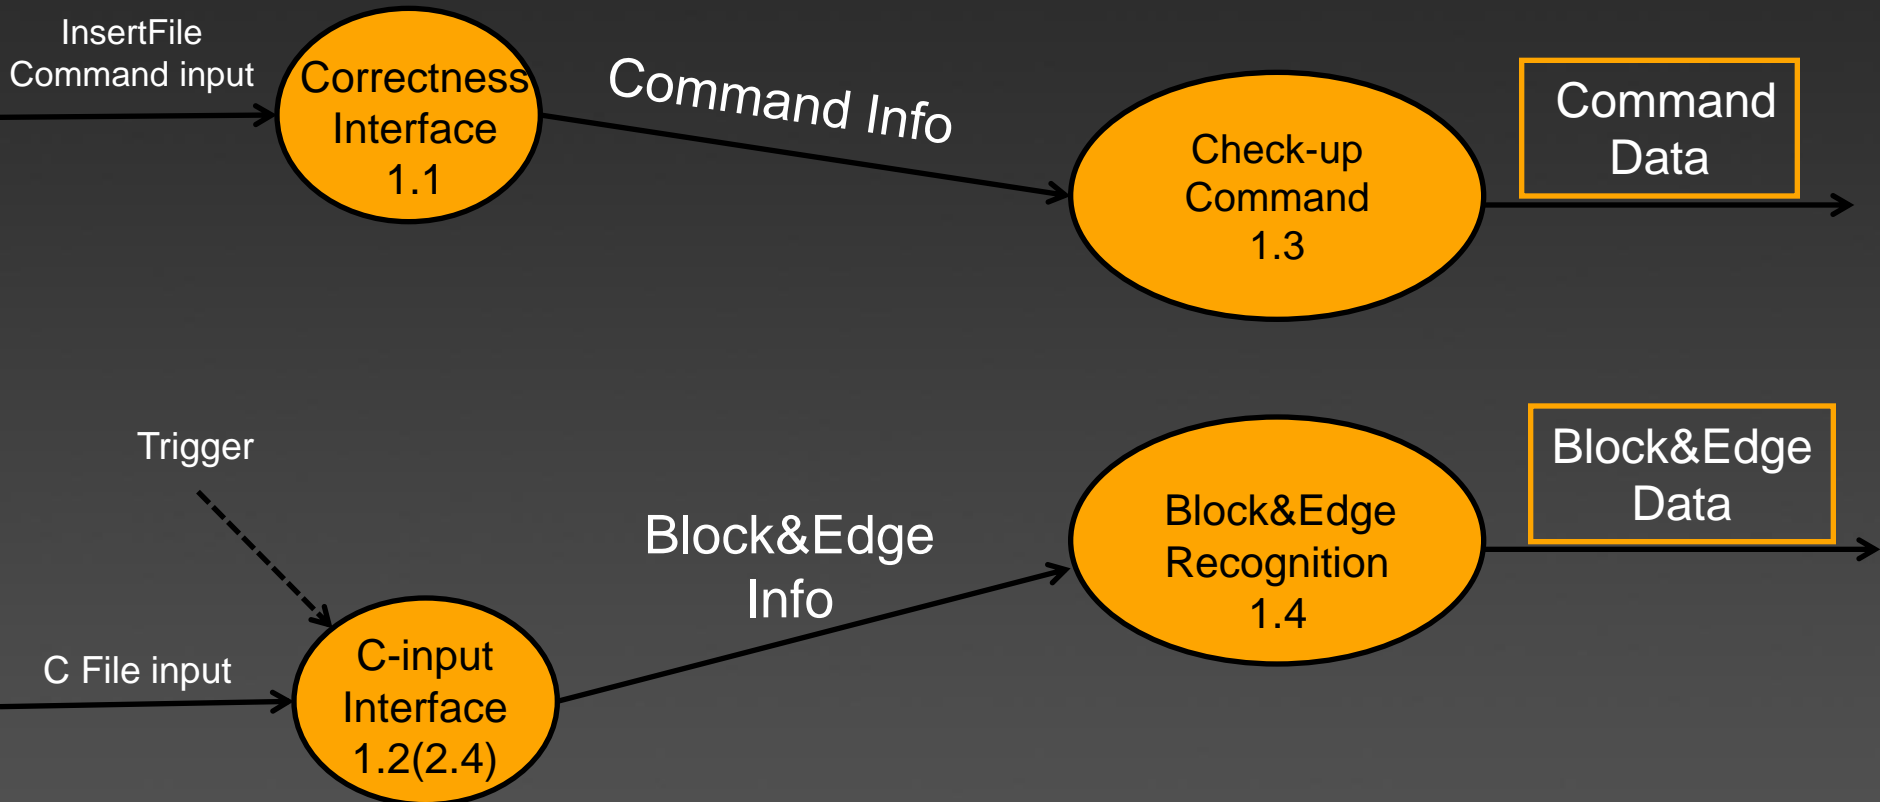 InsertFile
Command input
Correctness
Interface
1.1
Command Info
Check-up
Command
1.3
Command
Data
Trigger
C File input
C-input
Interface
1.2(2.4)
Block&Edge
Info
Block&Edge
Recognition
1.4
Block&Edge
Data